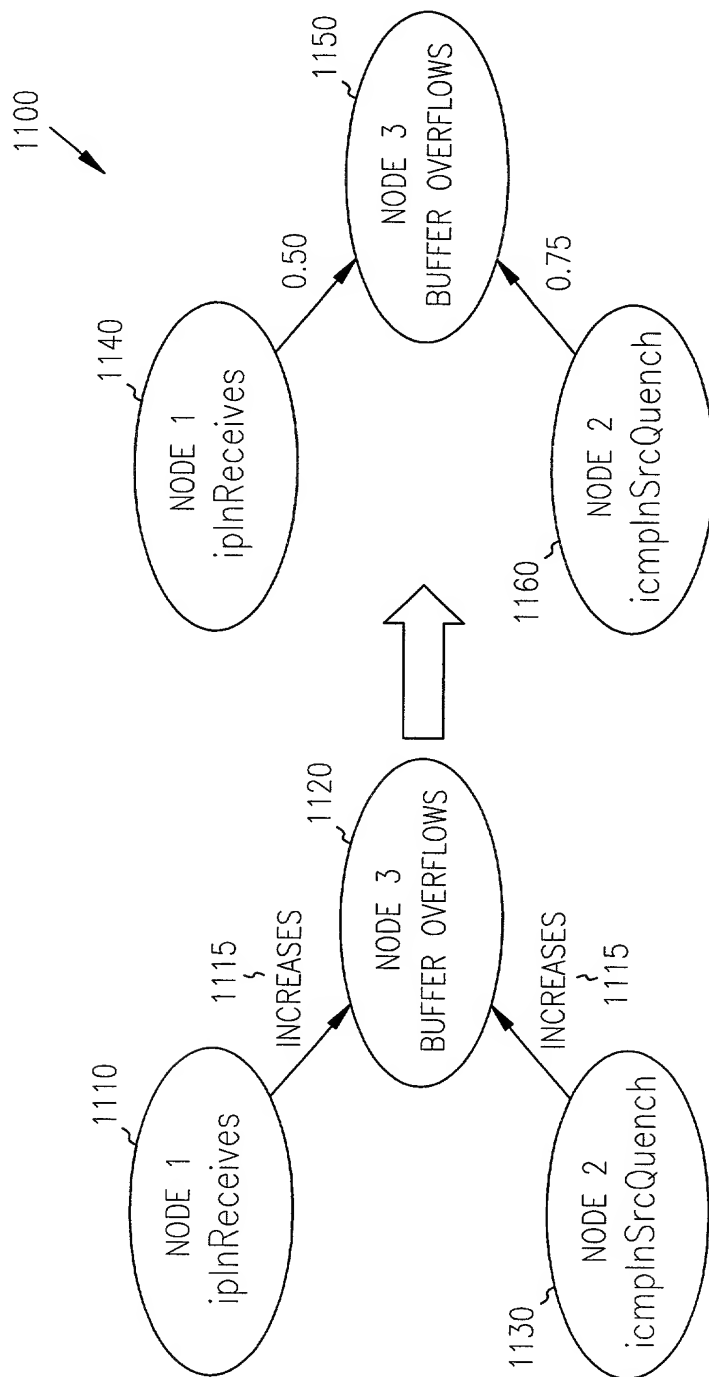 1100
1110
NODE 1
ipInReceives
1115
INCREASES
1120
NODE 3
BUFFER OVERFLOWS
INCREASES
1115
1130
NODE 2
icmpInSrcQuench
1140
NODE 1
ipInReceives
0.50
1150
NODE 3
BUFFER OVERFLOWS
0.75
1160
NODE 2
icmpInSrcQuench